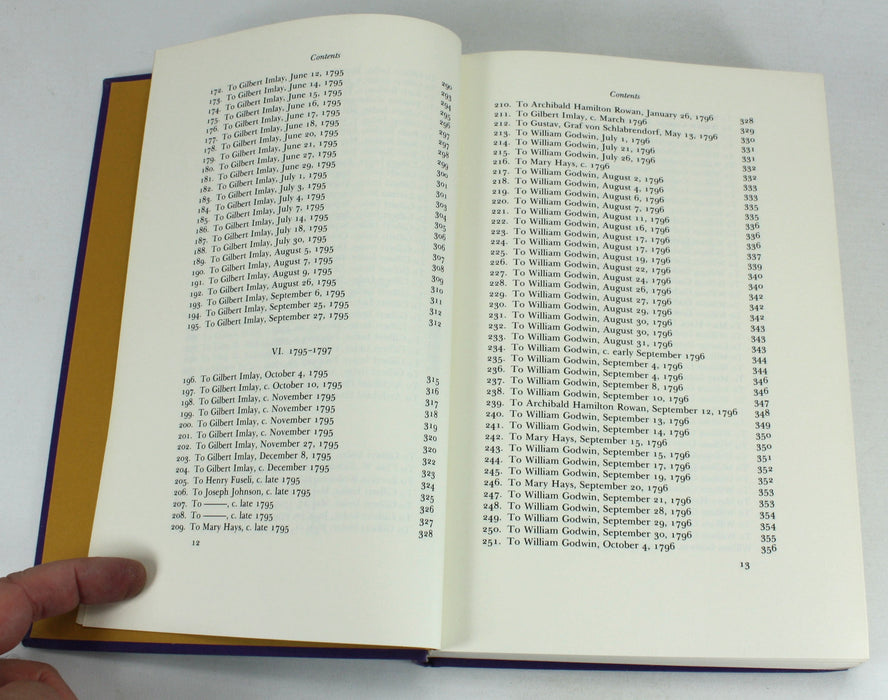 Contents
172. To Gilbert Imlay, June 12, 1795 290
173. To Gilbert Imlay, June 14, 1795 293
174. To Gilbert Imlay, June 15, 1795 294
175. To Gilbert Imlay, June 16, 1795 295
176. To Gilbert Imlay, June 17, 1795 296
177. To Gilbert Imlay, June 18, 1795 297
178. To Gilbert Imlay, June 20, 1795 297
179. To Gilbert Imlay, June 21, 1795 298
180. To Gilbert Imlay, June 27, 1795 299
181. To Gilbert Imlay, June 29, 1795 300
182. To Gilbert Imlay, July 1, 1795 301
183. To Gilbert Imlay, July 3, 1795 301
184. To Gilbert Imlay, July 4, 1795 303
185. To Gilbert Imlay, July 7, 1795 304
186. To Gilbert Imlay, July 14, 1795 305
187. To Gilbert Imlay, July 18, 1795 306
188. To Gilbert Imlay, July 30, 1795 306
189. To Gilbert Imlay, August 5, 1795 307
190. To Gilbert Imlay, August 7, 1795 308
191. To Gilbert Imlay, August 9, 1795 309
192. To Gilbert Imlay, August 26, 1795 310
193. To Gilbert Imlay, September 6, 1795 311
194. To Gilbert Imlay, September 25, 1795 312
195. To Gilbert Imlay, September 27, 1795 312
VI. 1795–1797
196. To Gilbert Imlay, October 4, 1795 315
197. To Gilbert Imlay, c. October 10, 1795 316
198. To Gilbert Imlay, c. November 1795 317
199. To Gilbert Imlay, c. November 1795 318
200. To Gilbert Imlay, c. November 1795 319
201. To Gilbert Imlay, c. November 1795 320
202. To Gilbert Imlay, November 27, 1795 320
203. To Gilbert Imlay, December 8, 1795 322
204. To Gilbert Imlay, c. December 1795 323
205. To Henry Fuseli, c. late 1795 324
206. To Joseph Johnson, c. late 1795 325
207. To ——, c. late 1795 326
208. To ——, c. late 1795 327
209. To Mary Hays, c. late 1795 328
12
Contents
210. To Archibald Hamilton Rowan, January 26, 1796 328
211. To Gilbert Imlay, c. March 1796 329
212. To Gustav, Graf von Schlabrendorf, May 13, 1796 330
213. To William Godwin, July 1, 1796 331
214. To William Godwin, July 21, 1796 331
215. To William Godwin, July 26, 1796 332
216. To Mary Hays, c. 1796 332
217. To William Godwin, August 2, 1796 333
218. To William Godwin, August 4, 1796 333
219. To William Godwin, August 6, 1796 335
220. To William Godwin, August 7, 1796 335
221. To William Godwin, August 11, 1796 336
222. To William Godwin, August 16, 1796 336
223. To William Godwin, August 17, 1796 336
224. To William Godwin, August 17, 1796 337
225. To William Godwin, August 19, 1796 339
226. To William Godwin, August 22, 1796 340
227. To William Godwin, August 24, 1796 340
228. To William Godwin, August 26, 1796 342
229. To William Godwin, August 27, 1796 342
230. To William Godwin, August 29, 1796 342
231. To William Godwin, August 30, 1796 343
232. To William Godwin, August 30, 1796 343
233. To William Godwin, August 31, 1796 344
234. To William Godwin, c. early September 1796 344
235. To William Godwin, September 4, 1796
236. To William Godwin, September 4, 1796 346
237. To William Godwin, September 8, 1796 346
238. To William Godwin, September 10, 1796 347
239. To Archibald Hamilton Rowan, September 12, 1796 348
240. To William Godwin, September 13, 1796
241. To William Godwin, September 14, 1796 350
242. To Mary Hays, September 15, 1796 350
243. To William Godwin, September 15, 1796 351
244. To William Godwin, September 17, 1796 352
245. To William Godwin, September 19, 1796 352
246. To Mary Hays, September 20, 1796 353
247. To William Godwin, September 21, 1796 353
248. To William Godwin, September 28, 1796 354
249. To William Godwin, September 29, 1796 354
250. To William Godwin, September 30, 1796 355
251. To William Godwin, October 4, 1796 356
13